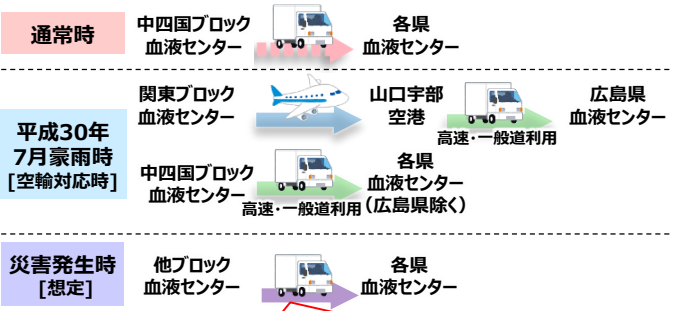 通常時
中四国ブロック
血液センター
各県
血液センター
平成30年
7月豪雨時
[空輸対応時]
関東ブロック
血液センター
山口宇部
空港
高速・一般道利用
広島県
血液センター
中四国ブロック
血液センター
高速・一般道利用
各県
血液センター
(広島県除く)
災害発生時
[想定]
他ブロック
血液センター
各県
血液センター